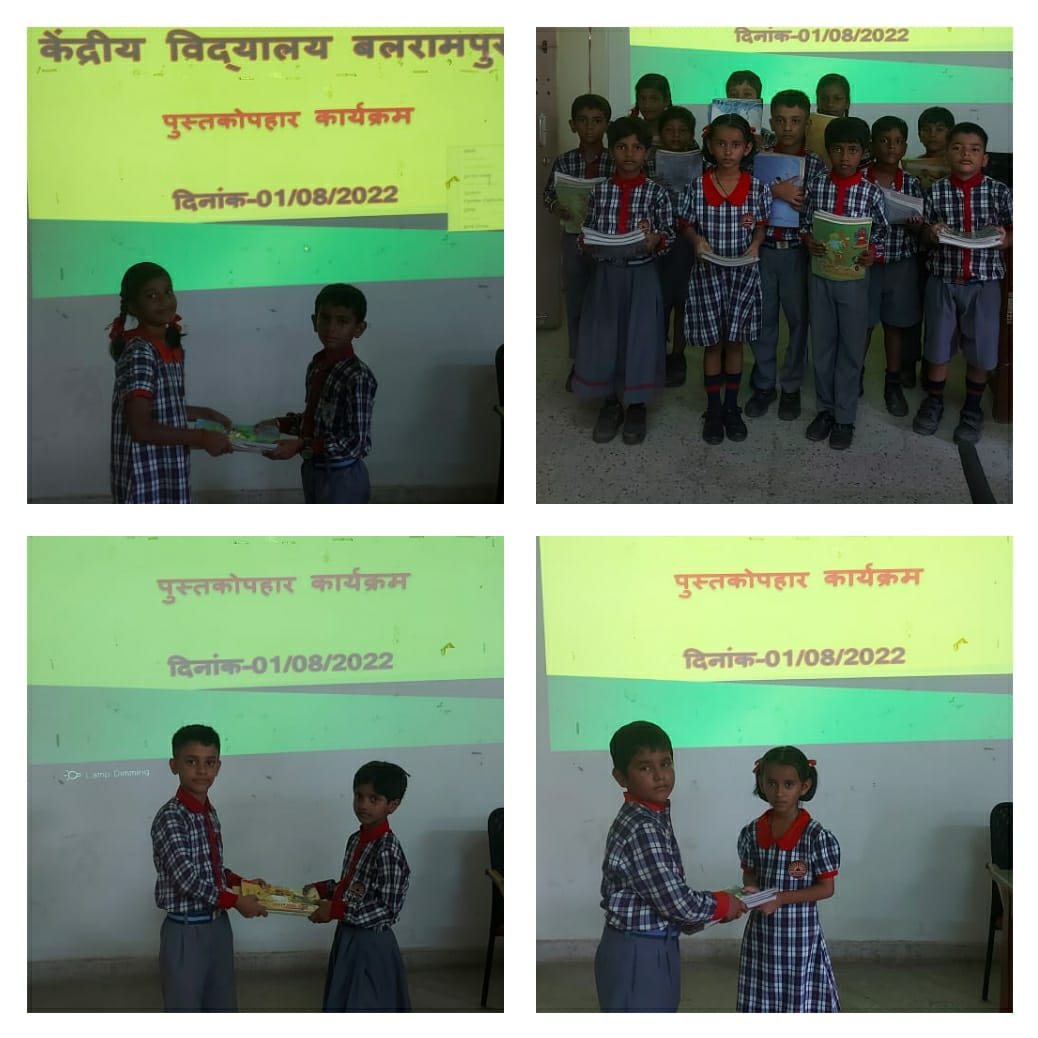 केंद्रीय विद्यालय बलरामपुर
पुस्तकोपहार कार्यक्रम
दिनांक-01/08/2022
दिनांक-01/08/2022
पुस्तकोपहार कार्यक्रम
दिनांक-01/08/2022
Lamp Dimming
पुस्तकोपहार कार्यक्रम
दिनांक-01/08/2022